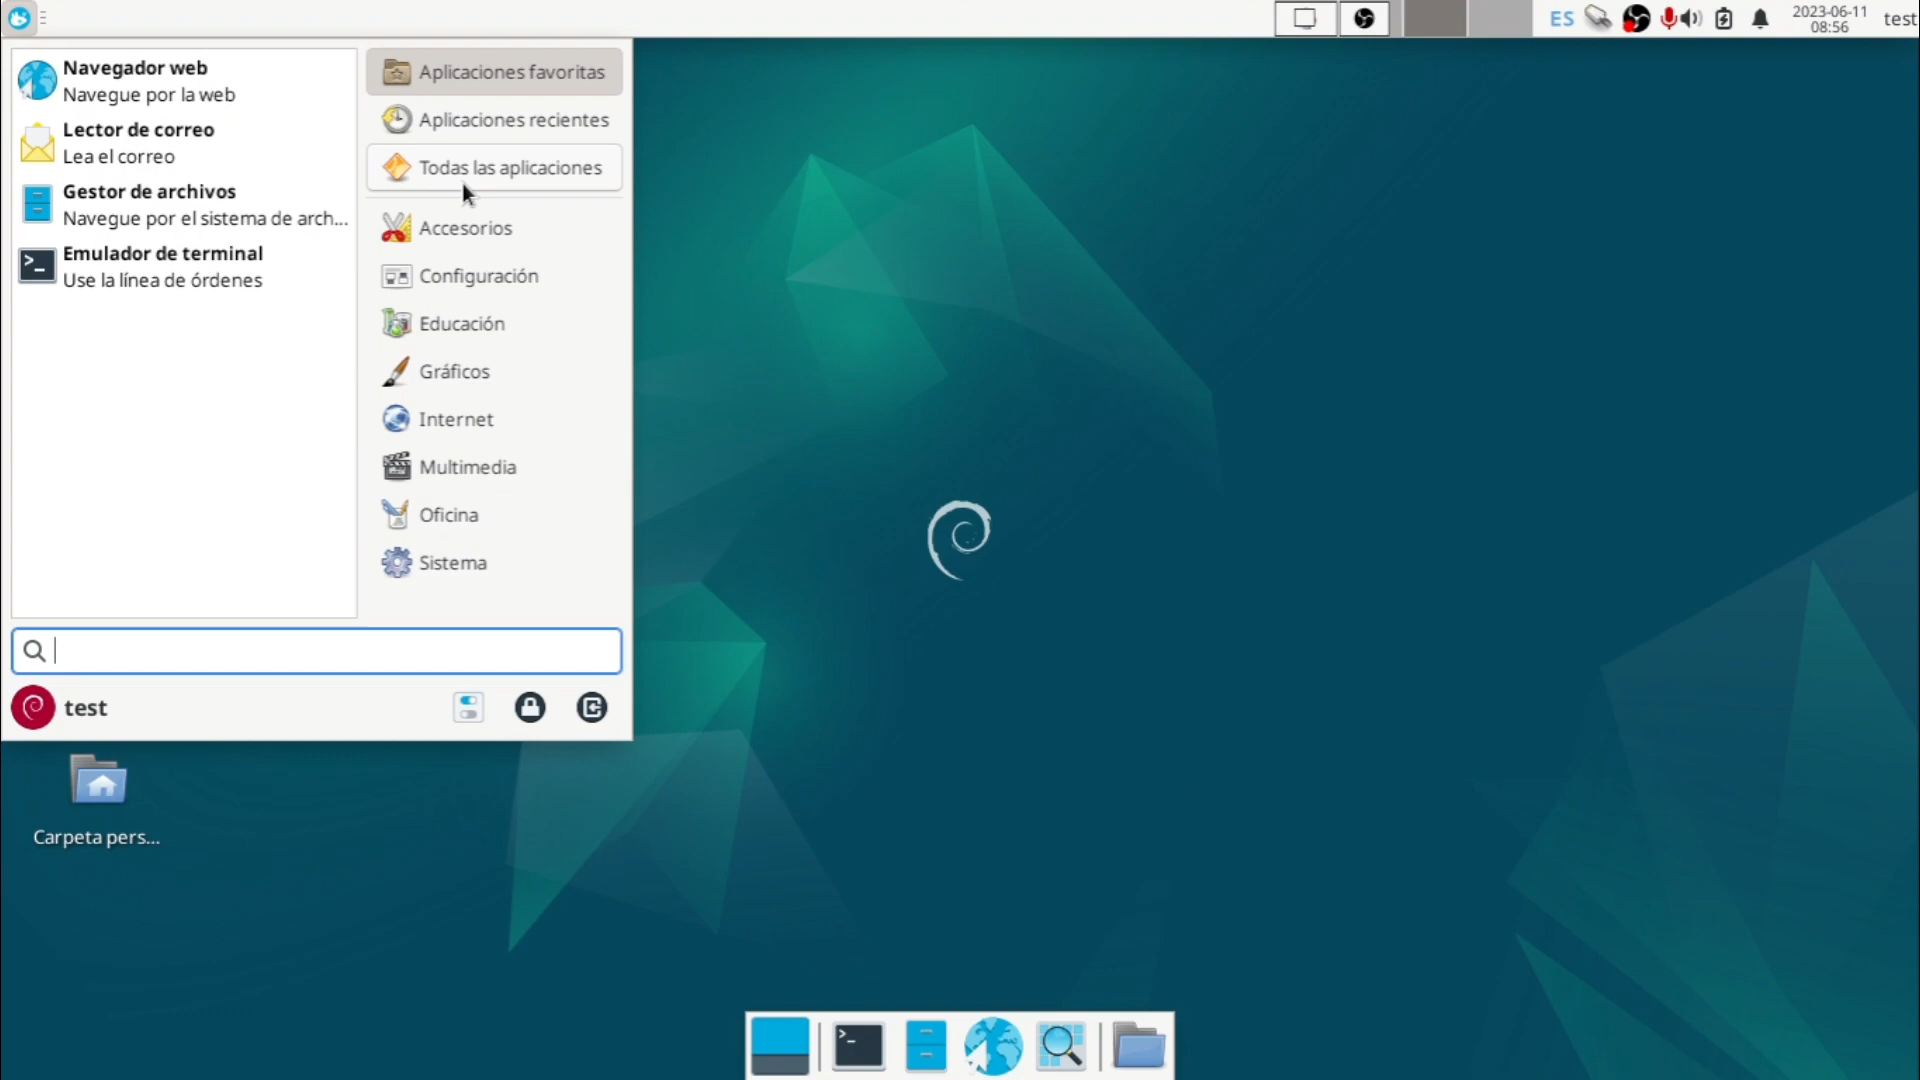 ES
2023-06-11
08:56
test
Navegador web
Navegue por la web
Lector de correo
Lea el correo
Gestor de archivos
Navegue por el sistema de arch...
Emulador de terminal
Use la línea de órdenes
Aplicaciones favoritas
Aplicaciones recientes
Todas las aplicaciones
Accesorios
Configuración
Educación
Gráficos
Internet
Multimedia
Oficina
Sistema
test
Carpeta pers...